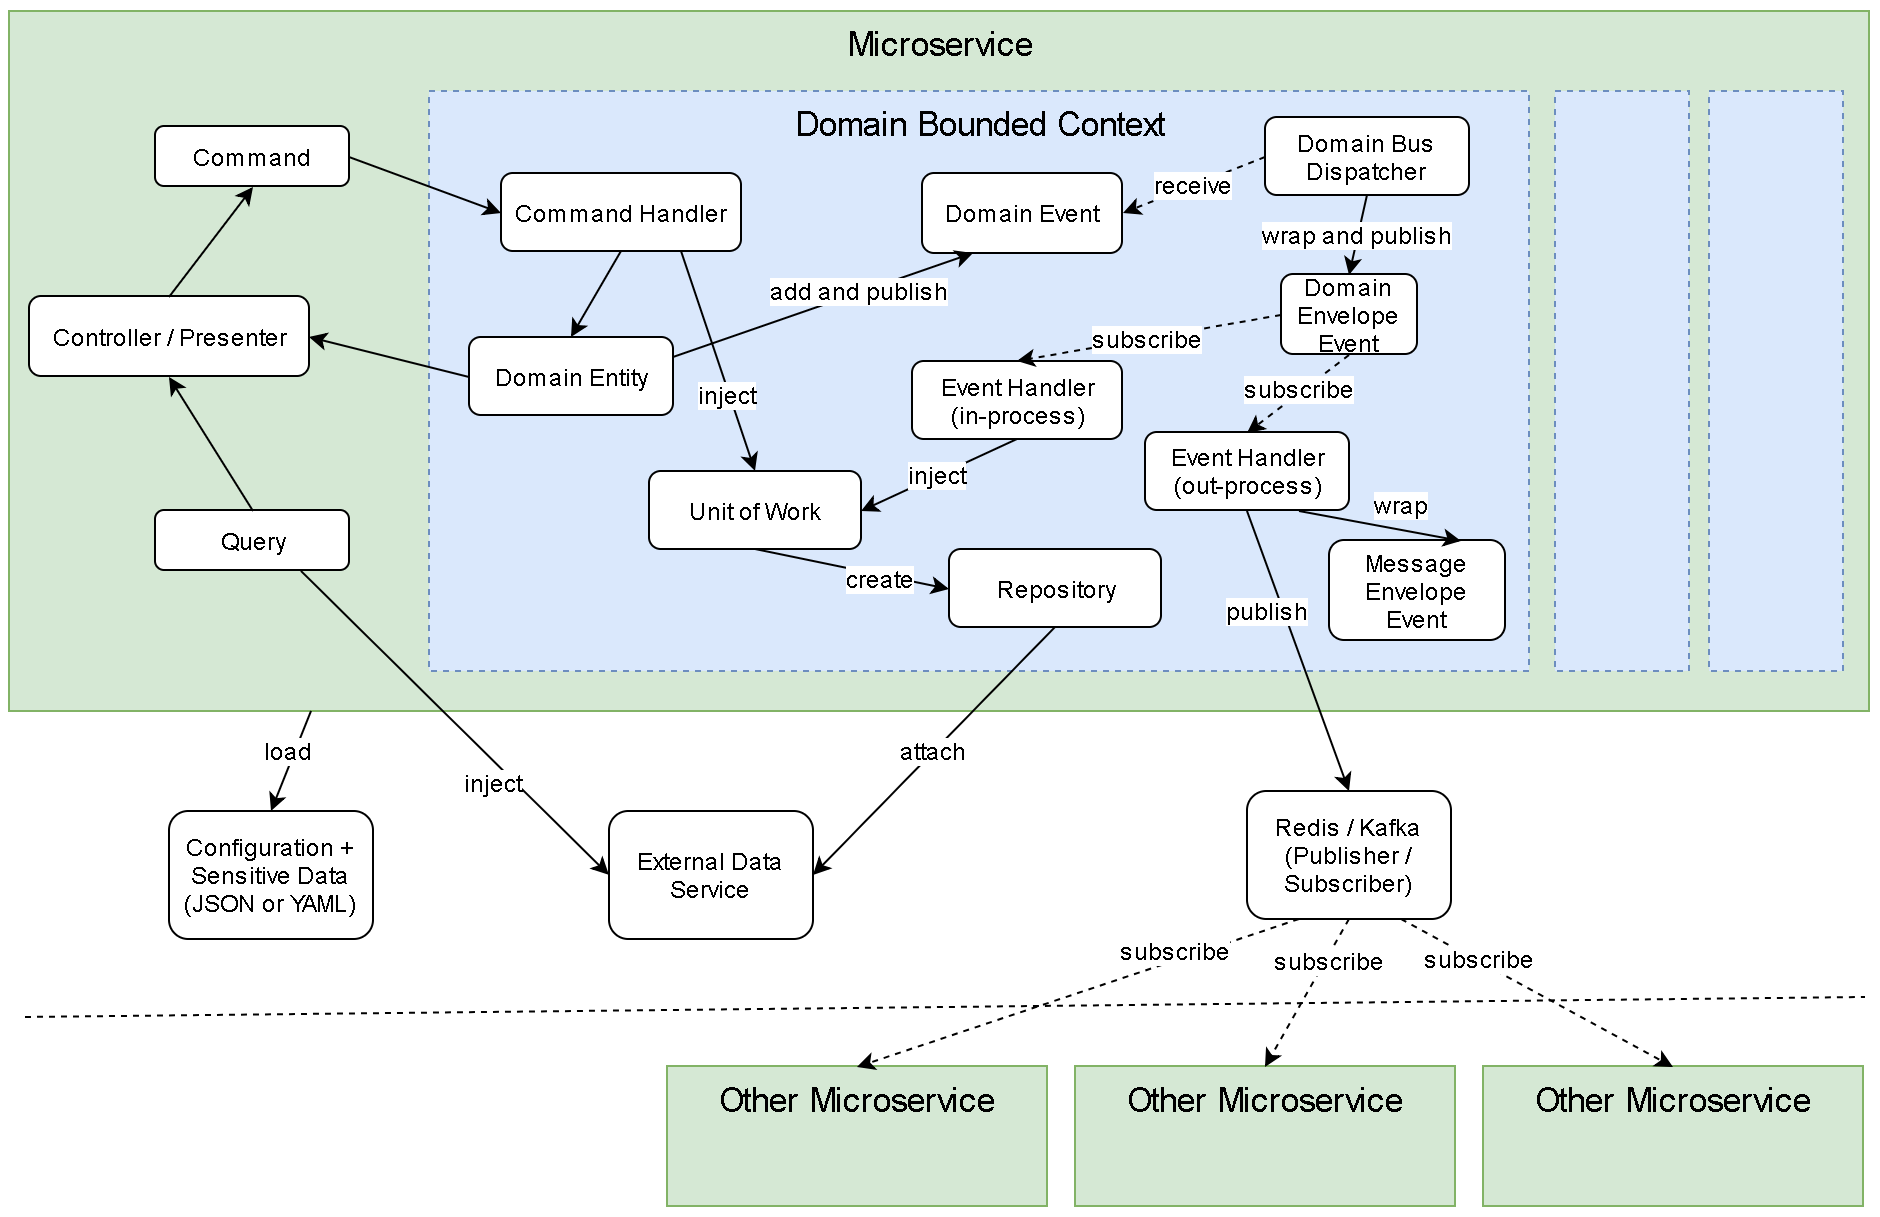 Microservice
Domain Bounded Context
Command
Domain Bus
Dispatcher
receive
Command Handler
Domain Event
wrap and publish
add and publish
Domain
Envelope
Event
Controller / Presenter
subscribe
Domain Entity
inject
Event Handler
(in-process)
subscribe
Event Handler
(out-process)
inject
wrap
Unit of Work
Query
create
Repository
Message
Envelope
Event
publish
load
inject
attach
Configuration +
Sensitive Data
(JSON or YAML)
External Data
Service
Redis / Kafka
(Publisher /
Subscriber)
subscribe
subscribe
subscribe
Other Microservice
Other Microservice
Other Microservice